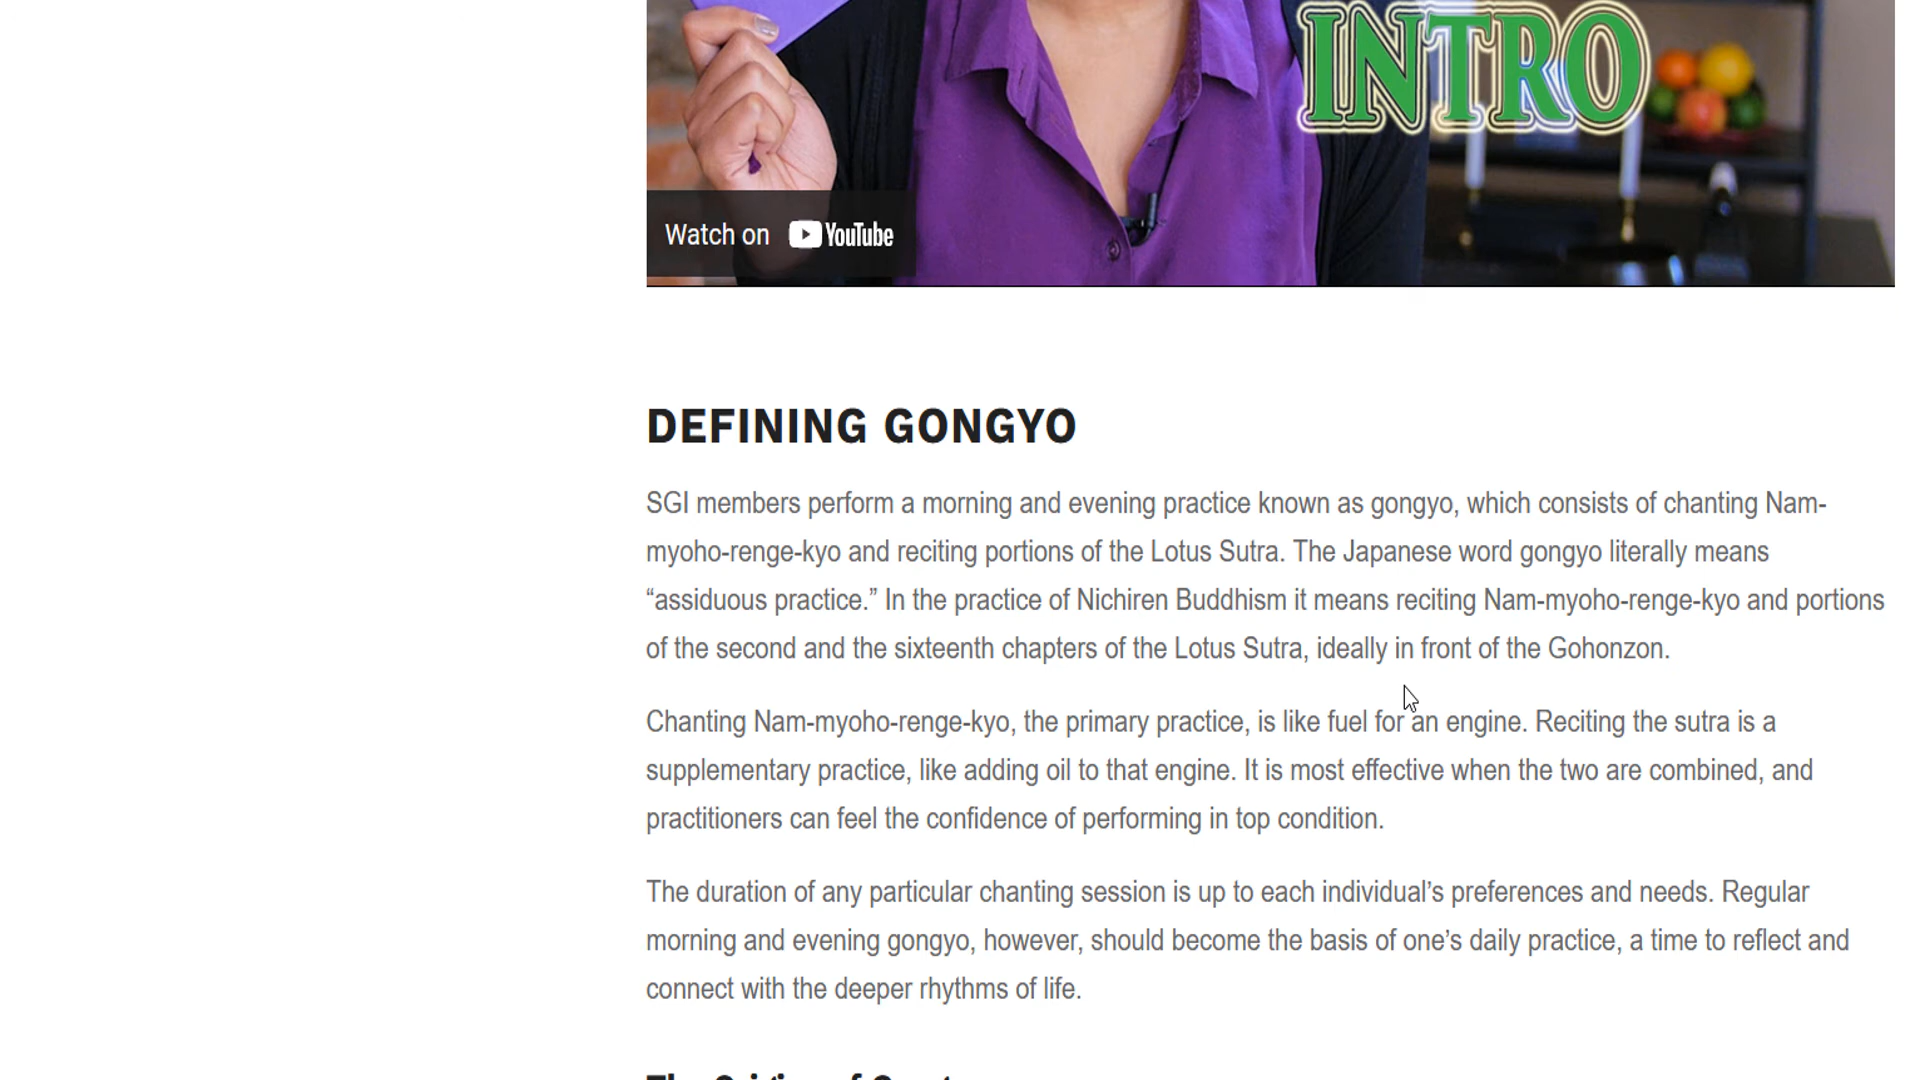 INTRO
Watch on YouTube
DEFINING GONGYO
SGI members perform a morning and evening practice known as gongyo, which consists of chanting Nam-
myoho-renge-kyo and reciting portions of the Lotus Sutra. The Japanese word gongyo literally means
“assiduous practice.” In the practice of Nichiren Buddhism it means reciting Nam-myoho-renge-kyo and portions
of the second and the sixteenth chapters of the Lotus Sutra, ideally in front of the Gohonzon.
Chanting Nam-myoho-renge-kyo, the primary practice, is like fuel for an engine. Reciting the sutra is a
supplementary practice, like adding oil to that engine. It is most effective when the two are combined, and
practitioners can feel the confidence of performing in top condition.
The duration of any particular chanting session is up to each individual’s preferences and needs. Regular
morning and evening gongyo, however, should become the basis of one’s daily practice, a time to reflect and
connect with the deeper rhythms of life.